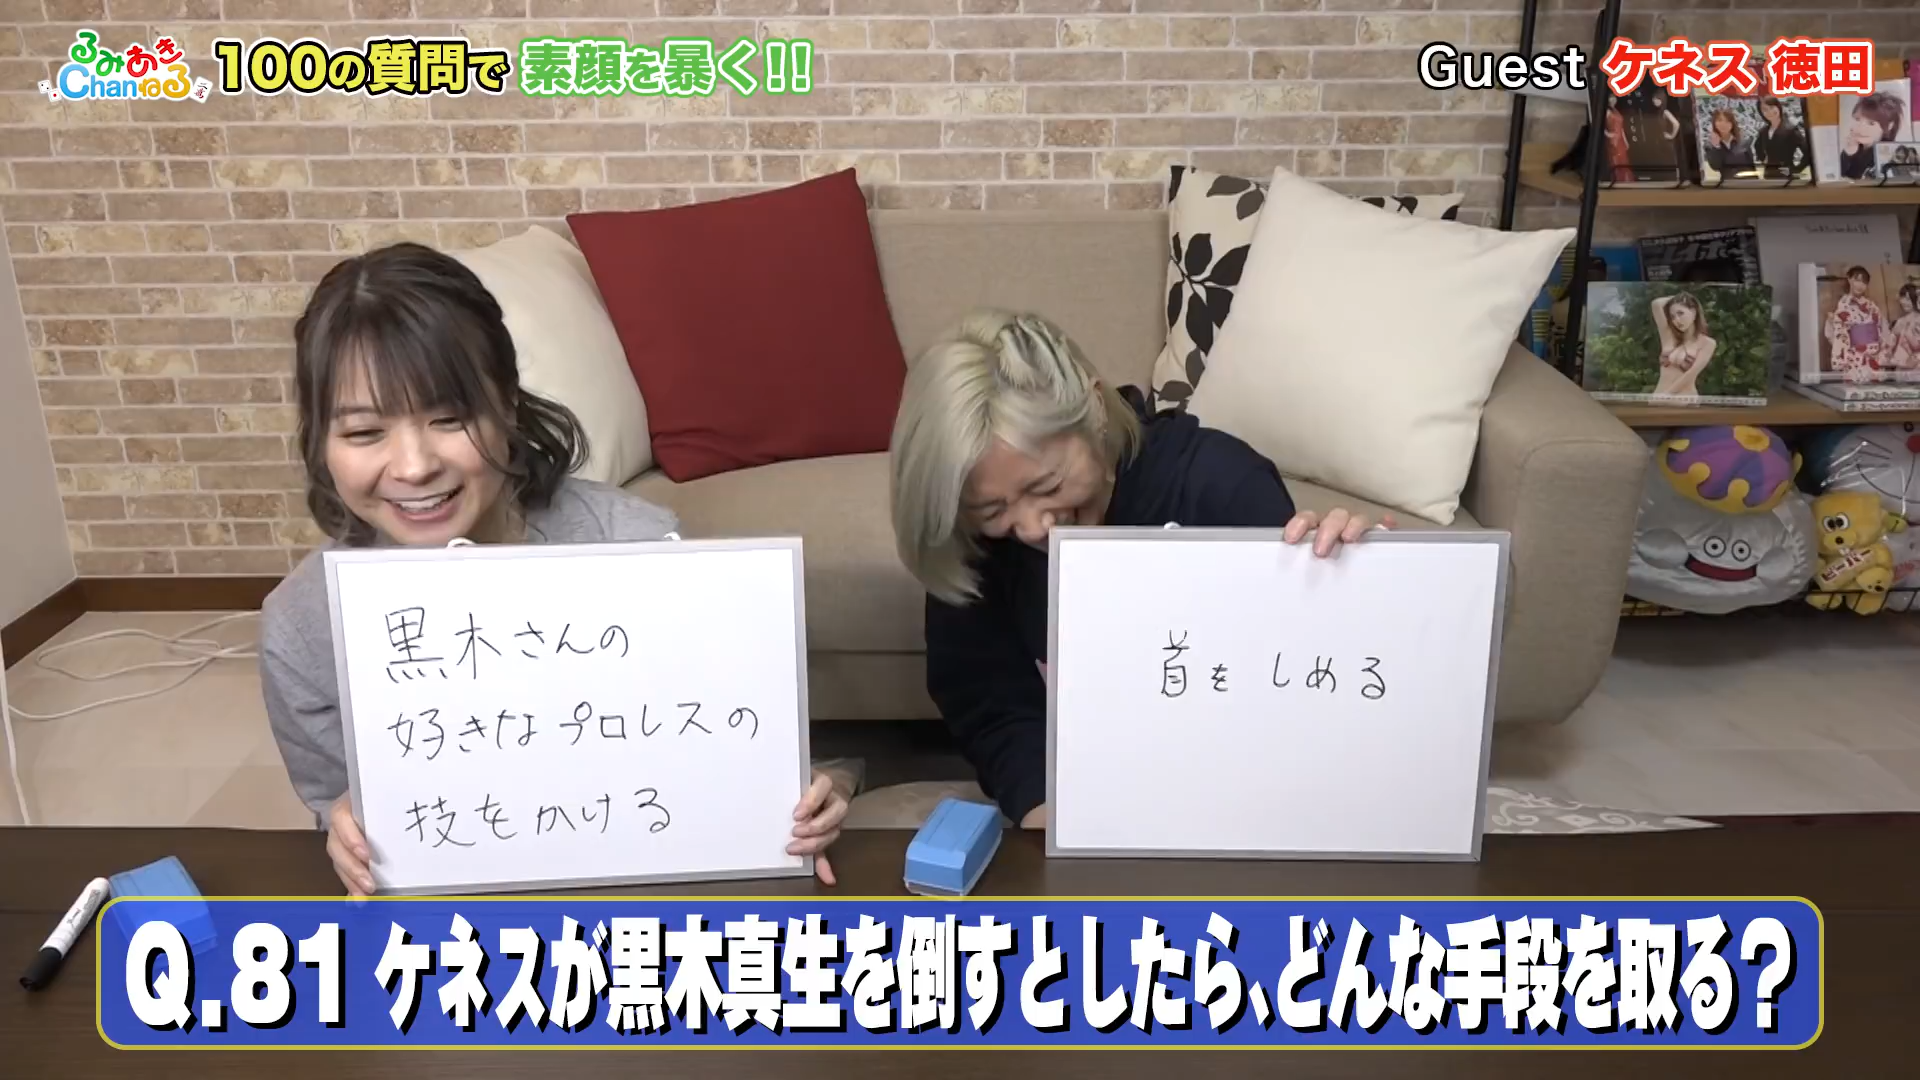 るみあき
Chanねる
100の質問で 素顔を暴く!!
Guest ケネス 徳田
黒木さんの
好きなプロレスの
技をかける
首をしめる
Q.81 ケネスが黒木真生を倒すとしたら、どんな手段を取る?